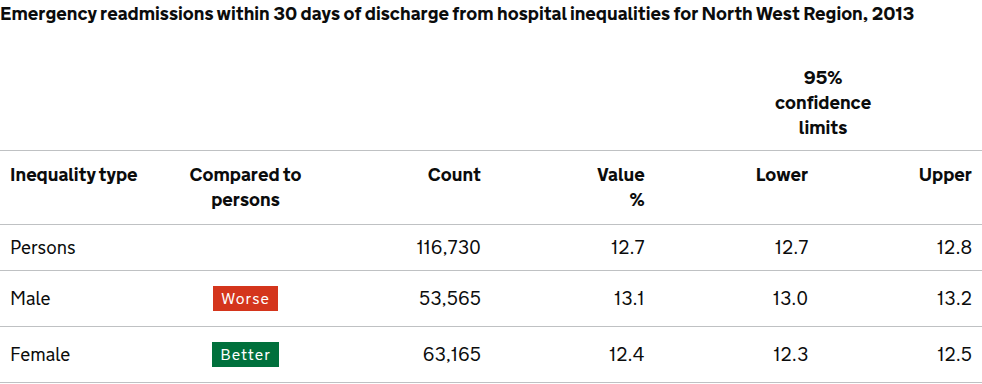 Emergency readmissions within 30 days of discharge from hospital inequalities for North West Region, 2013
95%
confidence
limits
Inequality type Compared to Count Value Lower Upper
persons %
Persons 116,730 12.7 12.7 12.8
Male Worse 53,565 13.1 13.0 13.2
Female Better 63,165 12.4 12.3 12.5